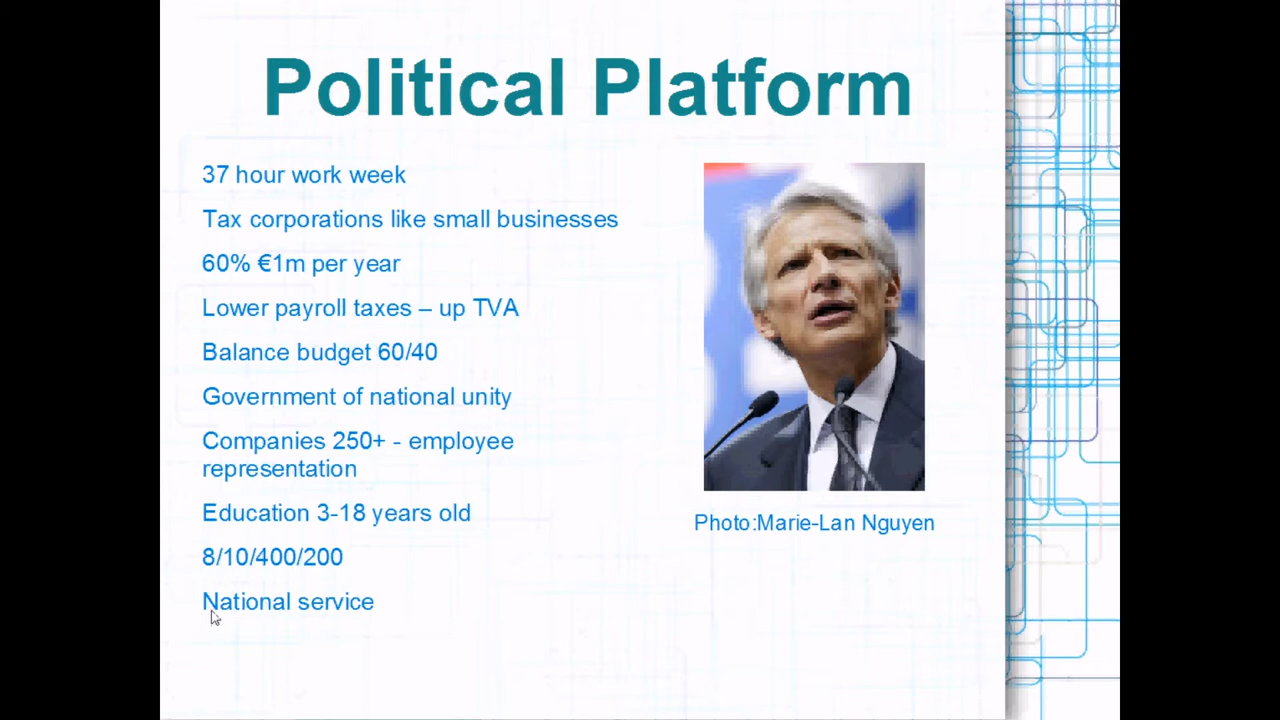 Political Platform
37 hour work week
Tax corporations like small businesses
60% €1m per year
Lower payroll taxes – up TVA
Balance budget 60/40
Government of national unity
Companies 250+ - employee
representation
Education 3-18 years old
8/10/400/200
National service
Photo:Marie-Lan Nguyen